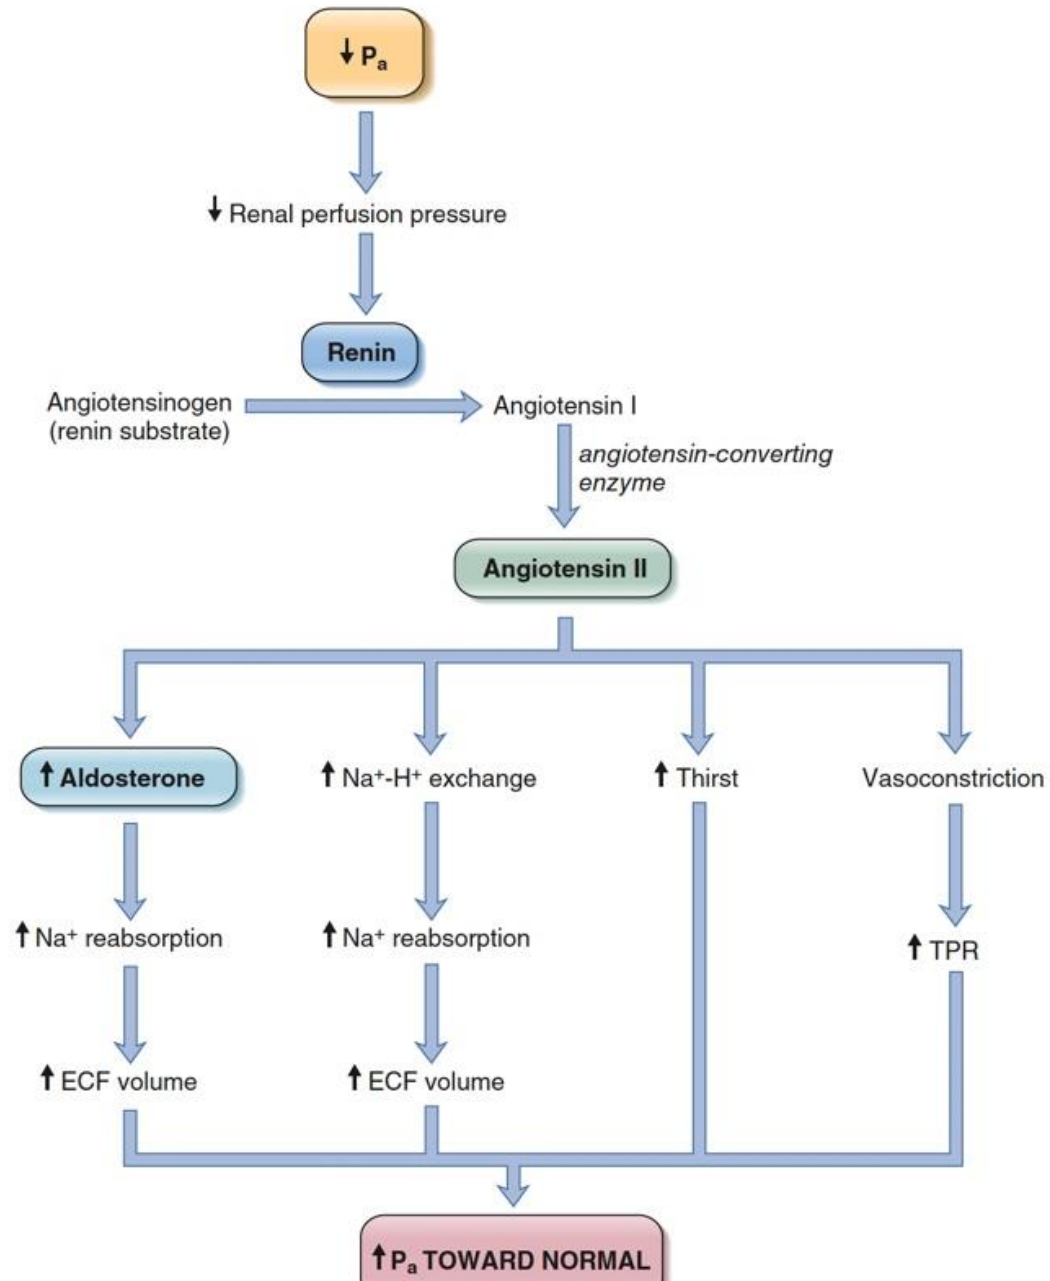 ↓ Pa
↓ Renal perfusion pressure
Renin
Angiotensinogen
(renin substrate)
Angiotensin I
angiotensin-converting
enzyme
Angiotensin II
↑ Aldosterone
↑ Na⁺-H⁺ exchange
↑ Thirst
Vasoconstriction
↑ Na⁺ reabsorption
↑ Na⁺ reabsorption
↑ TPR
↑ ECF volume
↑ ECF volume
↑ Pa TOWARD NORMAL